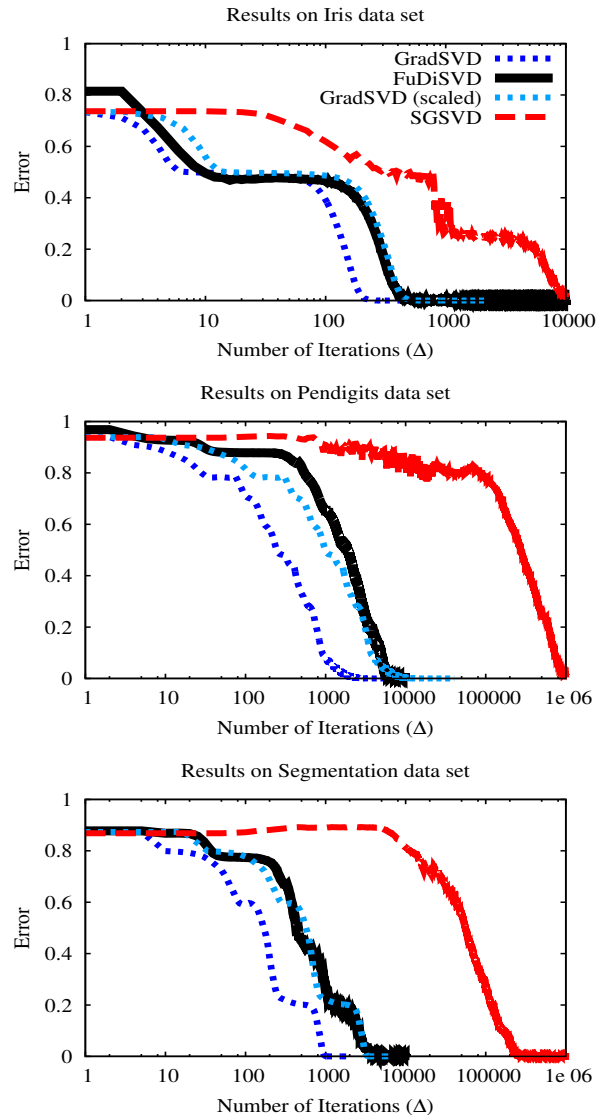 Results on Iris data set
1
0.8
0.6
0.4
0.2
0
Error
GradSVD
FuDiSVD
GradSVD (scaled)
SGSVD
1 10 100 1000 10000
Number of Iterations (Δ)
Results on Pendigits data set
1
0.8
0.6
0.4
0.2
0
Error
1 10 100 1000 10000 100000 1e 06
Number of Iterations (Δ)
Results on Segmentation data set
1
0.8
0.6
0.4
0.2
0
Error
1 10 100 1000 10000 100000 1e 06
Number of Iterations (Δ)